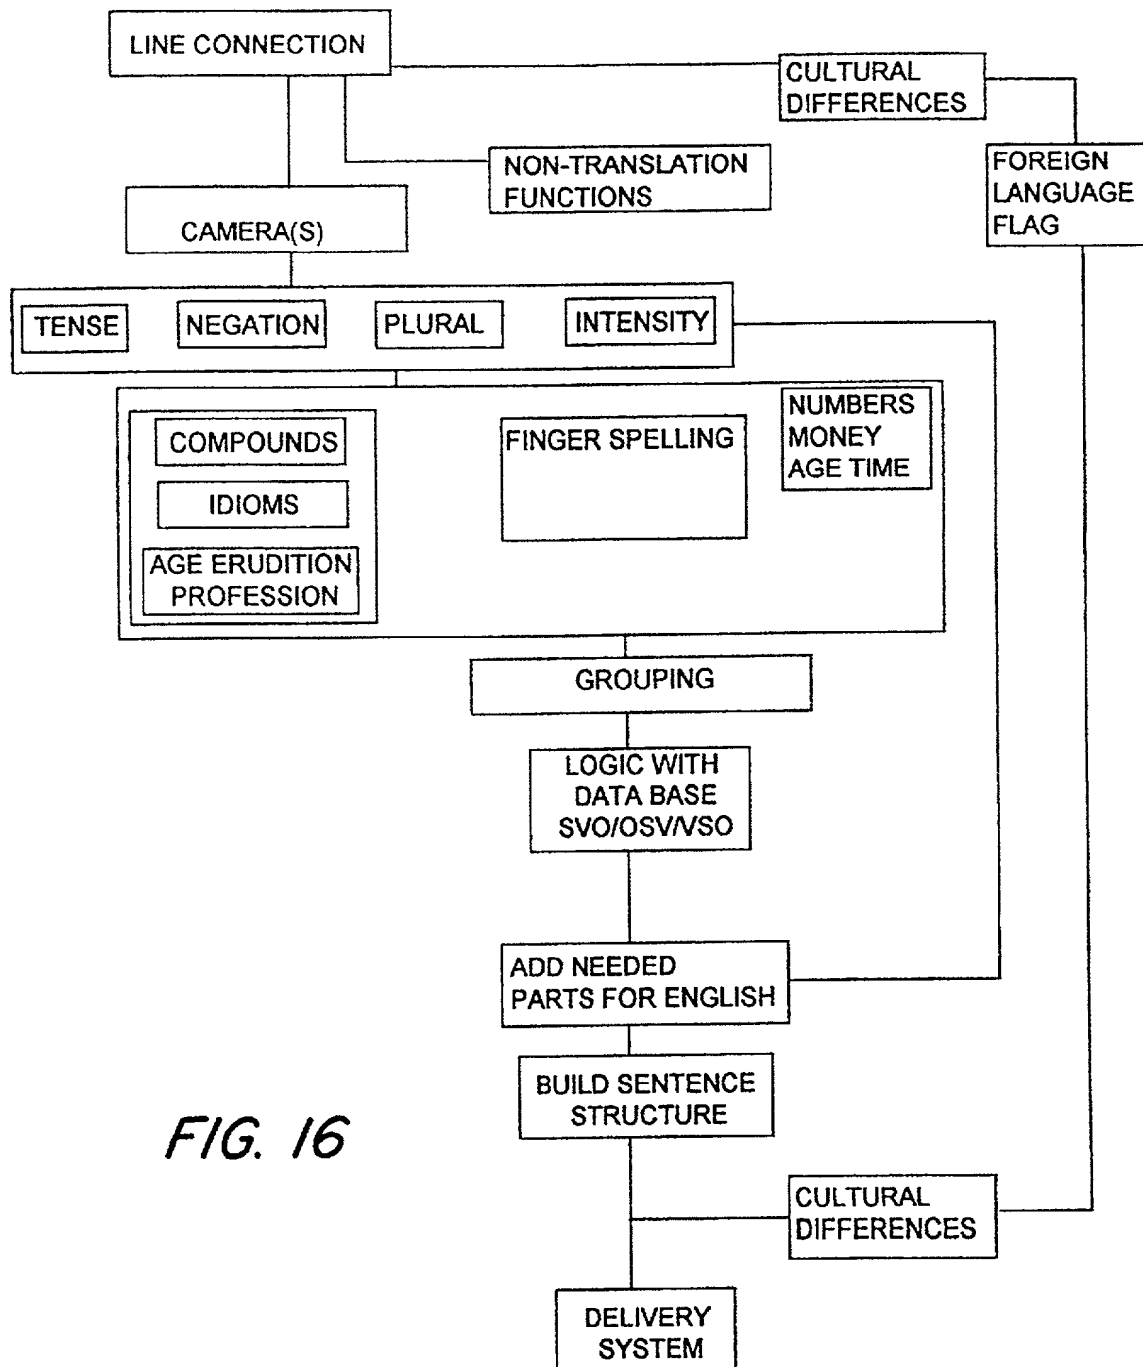 LINE CONNECTION
CULTURAL
DIFFERENCES
NON-TRANSLATION
FUNCTIONS
FOREIGN
LANGUAGE
FLAG
CAMERA(S)
TENSE
NEGATION
PLURAL
INTENSITY
COMPOUNDS
IDIOMS
AGE ERUDITION
PROFESSION
FINGER SPELLING
NUMBERS
MONEY
AGE TIME
GROUPING
LOGIC WITH
DATA BASE
SVO/OSV/VSO
ADD NEEDED
PARTS FOR ENGLISH
BUILD SENTENCE
STRUCTURE
FIG. 16
CULTURAL
DIFFERENCES
DELIVERY
SYSTEM